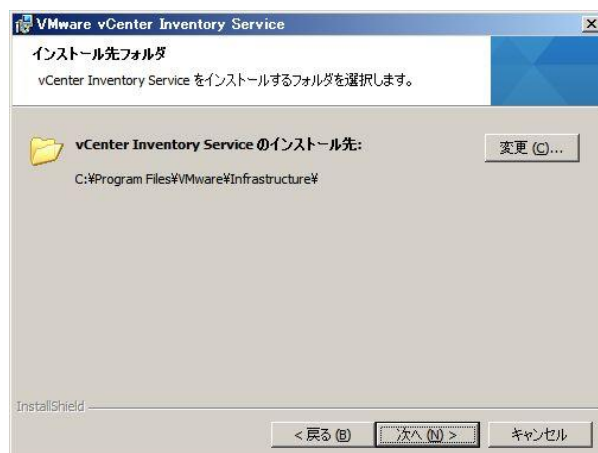 VMware vCenter Inventory Service
インストール先フォルダ
vCenter Inventory Service をインストールするフォルダを選択します。
vCenter Inventory Service のインストール先:
変更 (C)...
C:¥Program Files¥VMware¥Infrastructure¥
InstallShield
< 戻る (B)
次へ (N) >
キャンセル